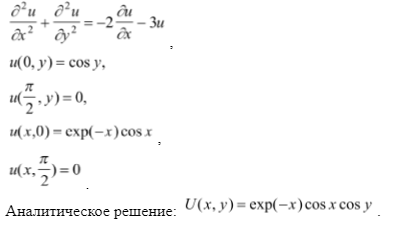 ∂²u/∂x² + ∂²u/∂y² = −2 ∂u/∂x − 3u ,
u(0, y) = cos y,
u(π/2, y) = 0,
u(x,0) = exp(−x) cos x ,
u(x, π/2) = 0 .
Аналитическое решение: U(x, y) = exp(−x) cos x cos y .